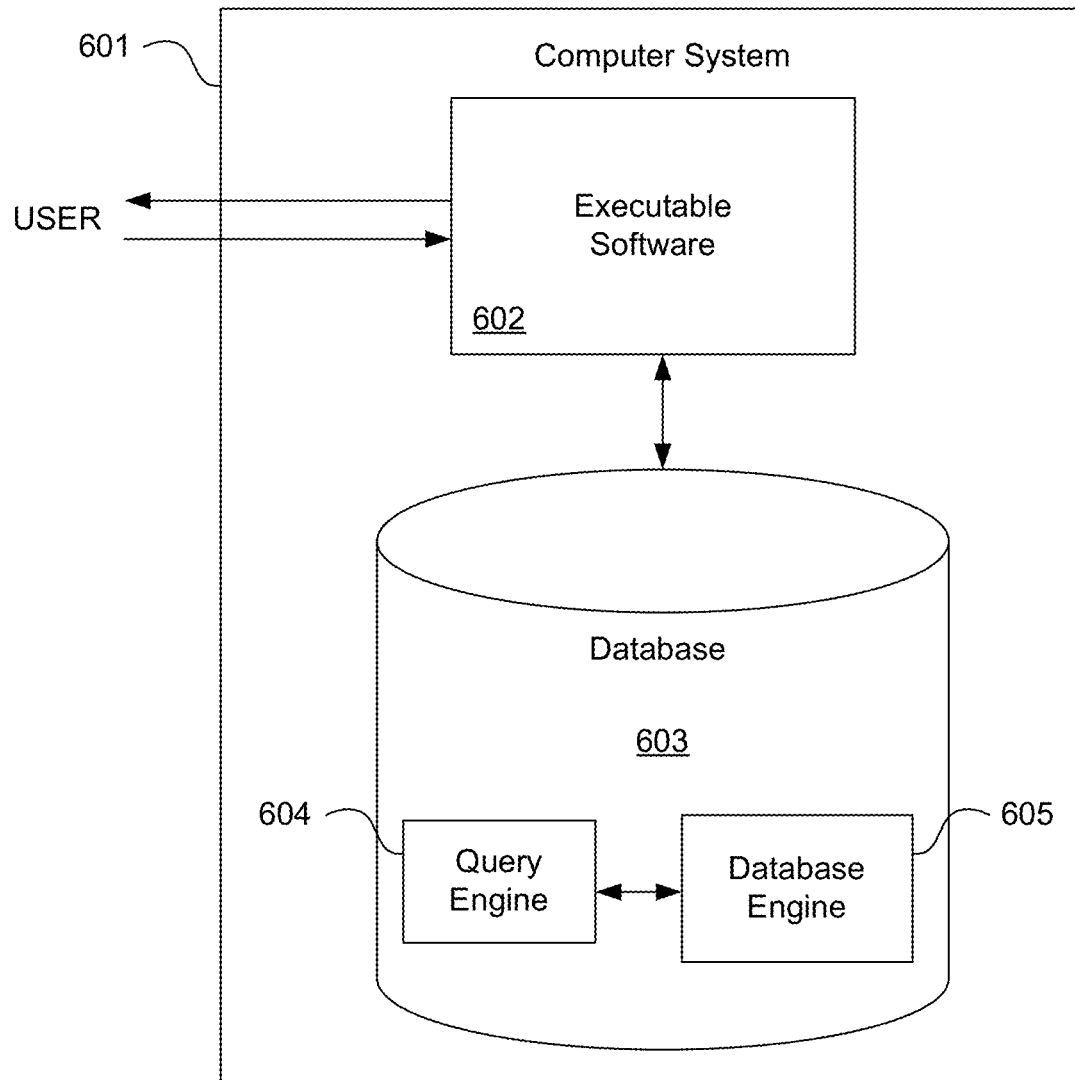 601
Computer System
USER
Executable
Software
602
Database
603
604
605
Query
Engine
Database
Engine